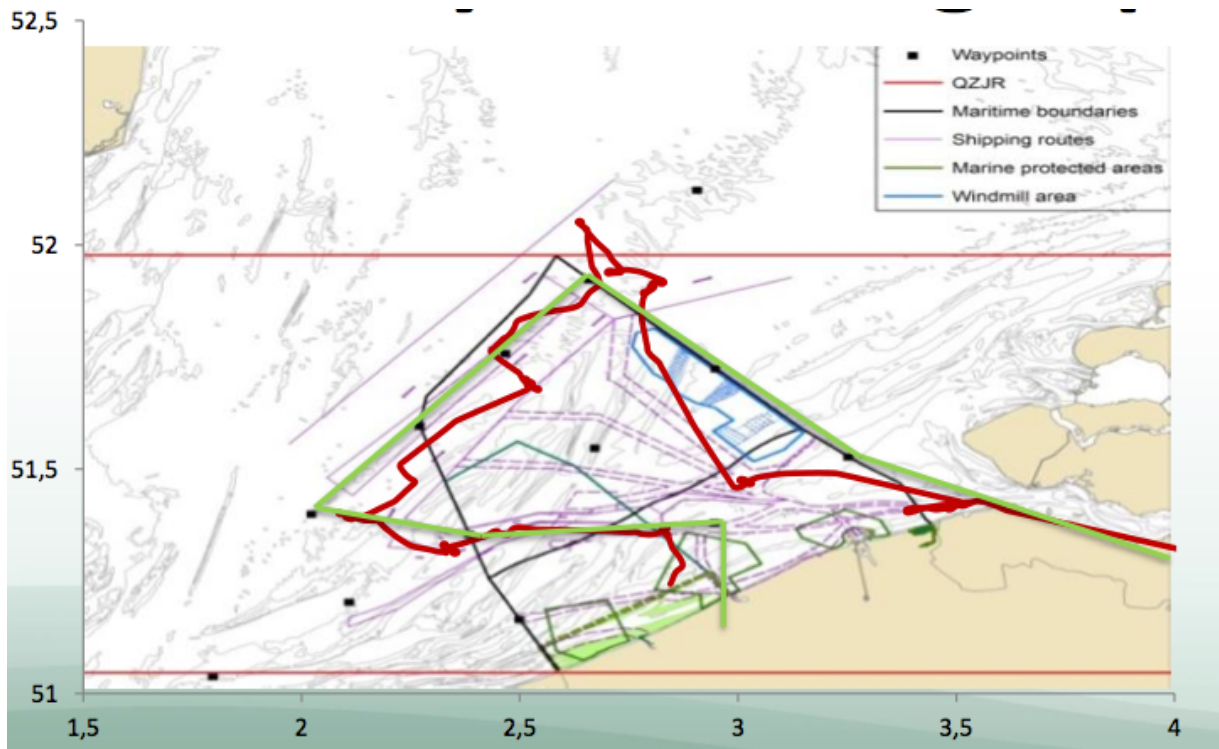 52,5
Waypoints
QZJR
Maritime boundaries
Shipping routes
Marine protected areas
Windmill area
52
51,5
51
1,5 2 2,5 3 3,5 4